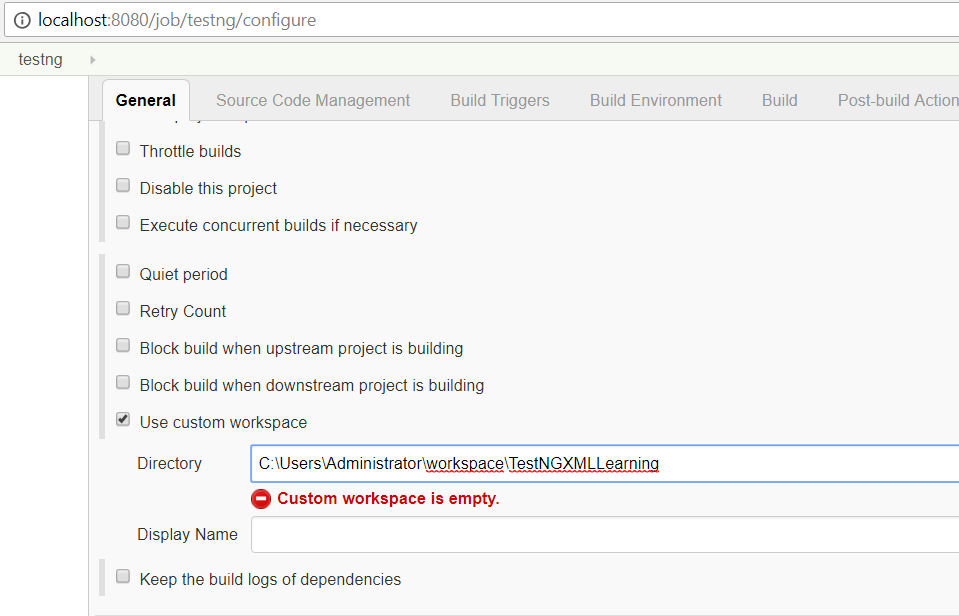 localhost:8080/job/testng/configure
testng
General Source Code Management Build Triggers Build Environment Build Post-build Action
Throttle builds
Disable this project
Execute concurrent builds if necessary
Quiet period
Retry Count
Block build when upstream project is building
Block build when downstream project is building
Use custom workspace
Directory C:\Users\Administrator\workspace\TestNGXMLLearning
Custom workspace is empty.
Display Name
Keep the build logs of dependencies